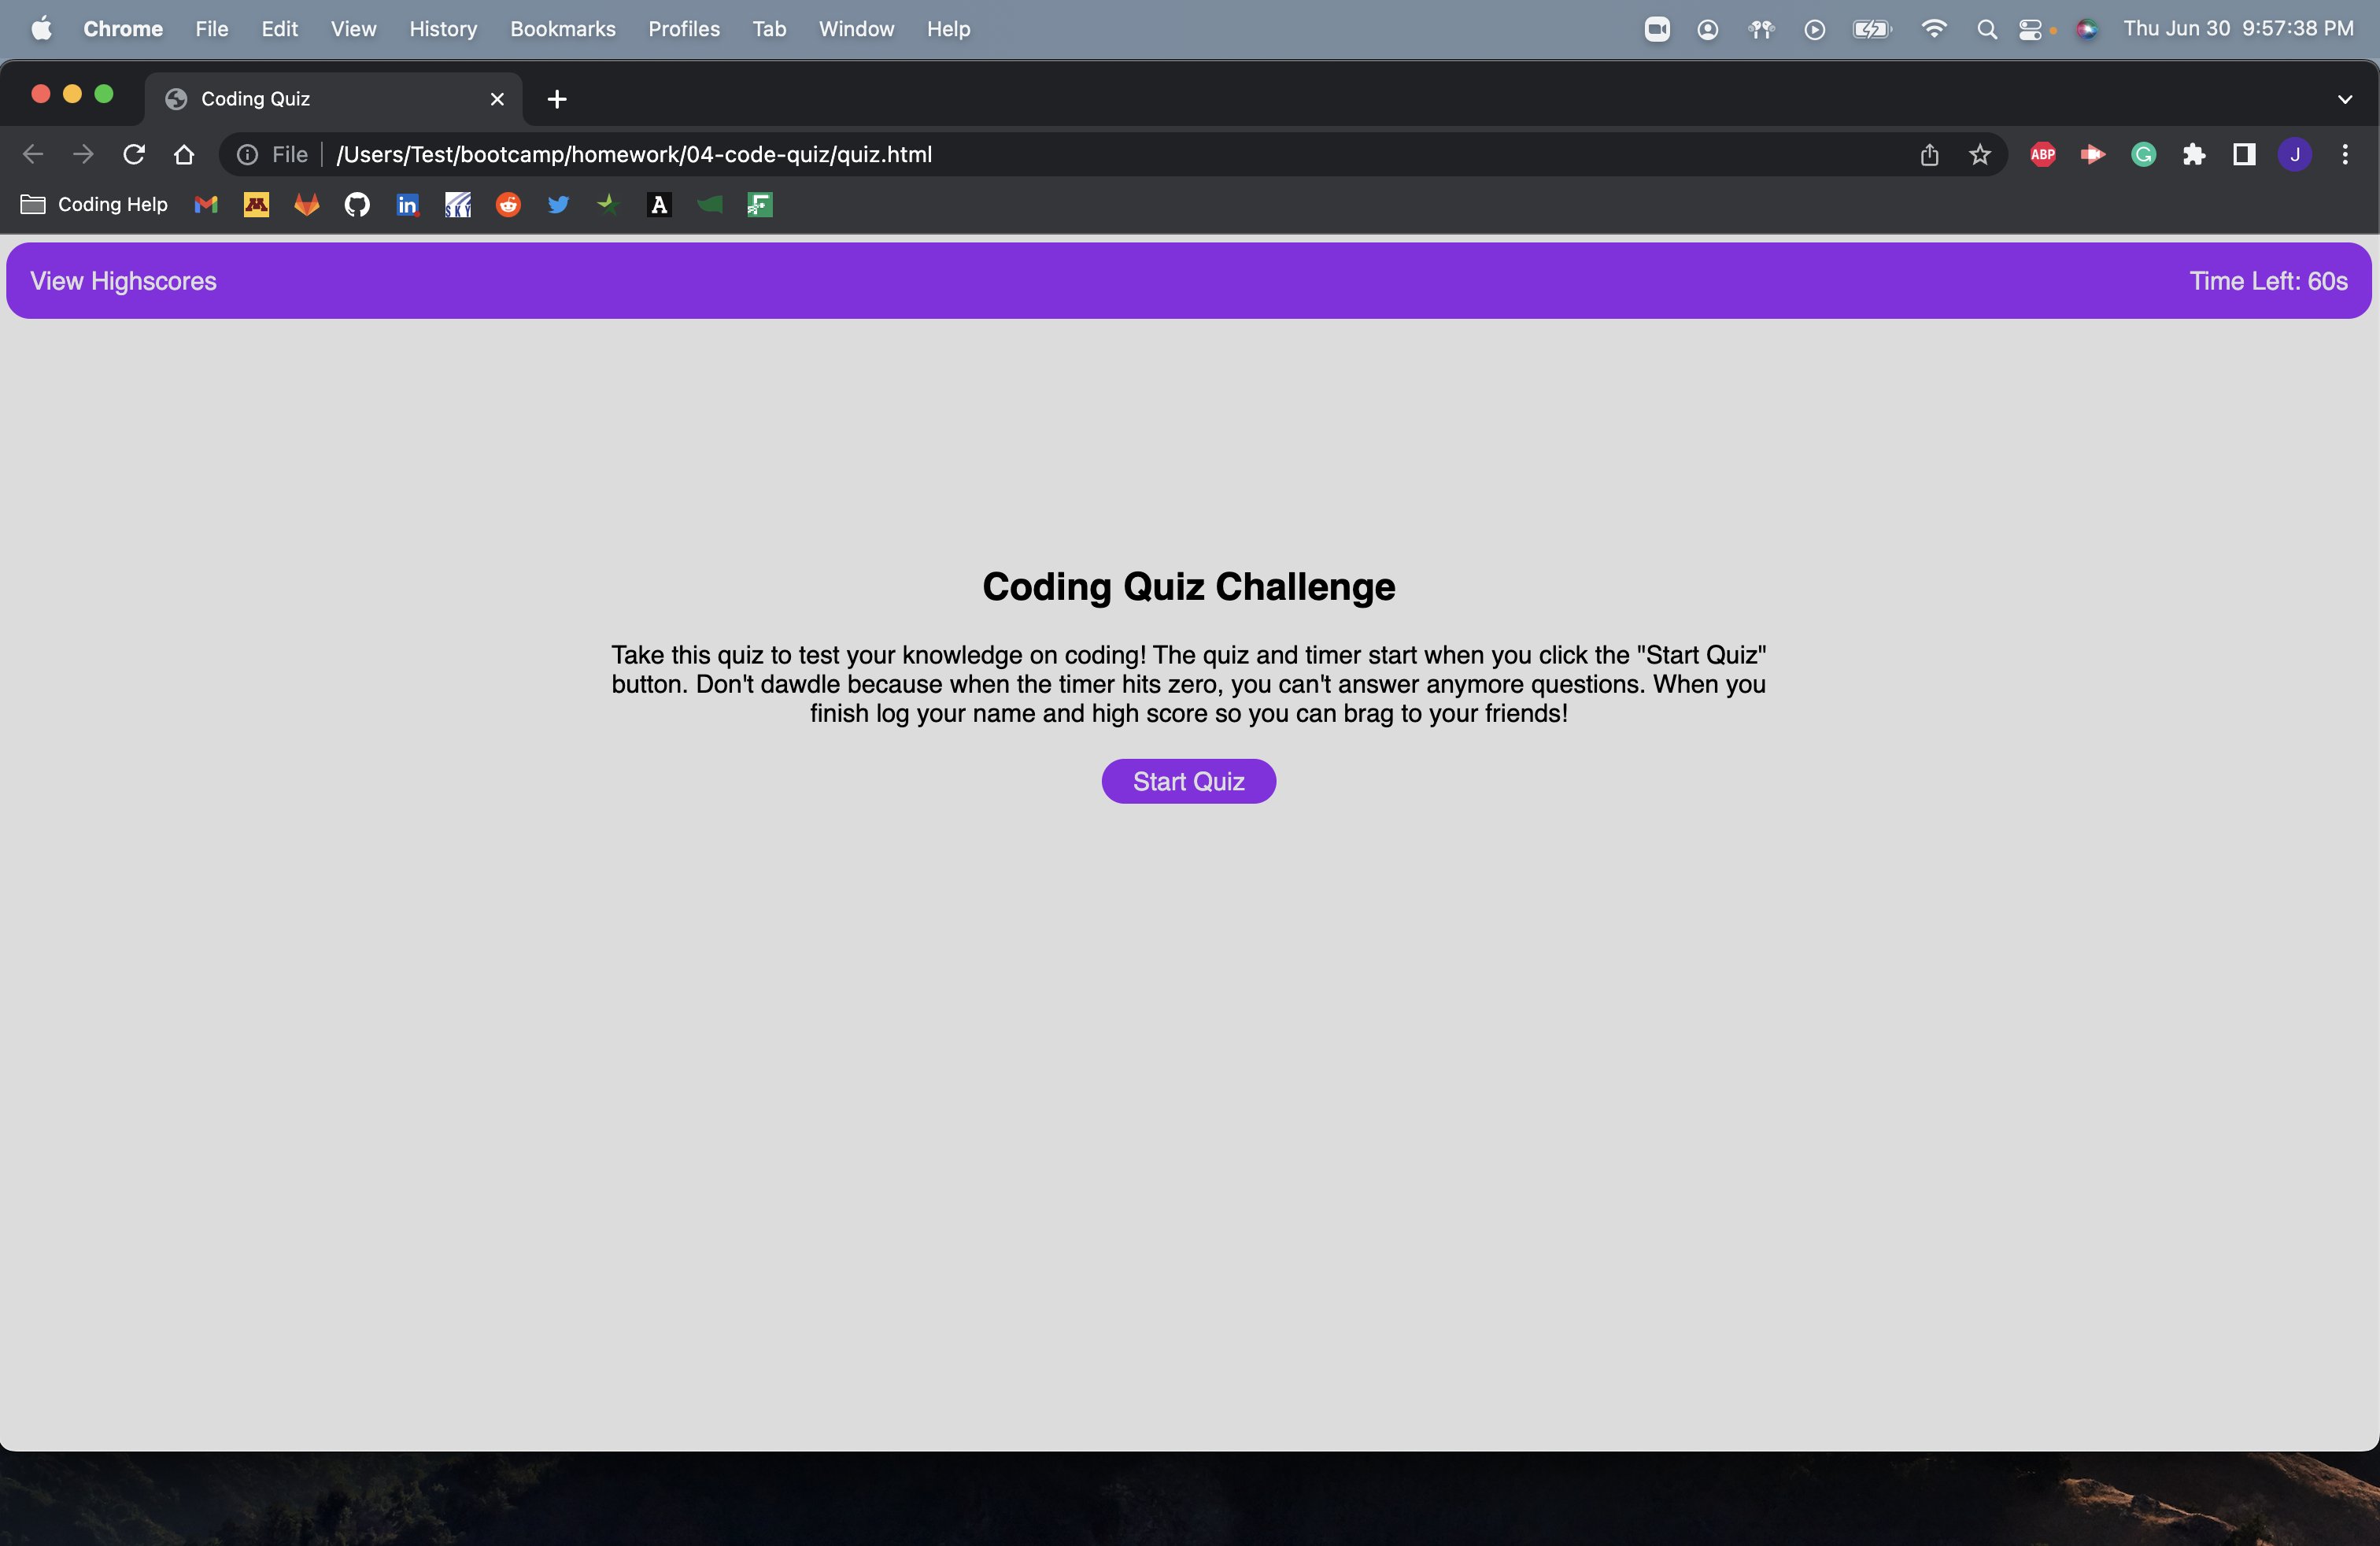 Chrome File Edit View History Bookmarks Profiles Tab Window Help Thu Jun 30 9:57:38 PM
Coding Quiz
File /Users/Test/bootcamp/homework/04-code-quiz/quiz.html ABP J
Coding Help in SKY A
View Highscores Time Left: 60s
Coding Quiz Challenge
Take this quiz to test your knowledge on coding! The quiz and timer start when you click the "Start Quiz"
button. Don't dawdle because when the timer hits zero, you can't answer anymore questions. When you
finish log your name and high score so you can brag to your friends!
Start Quiz